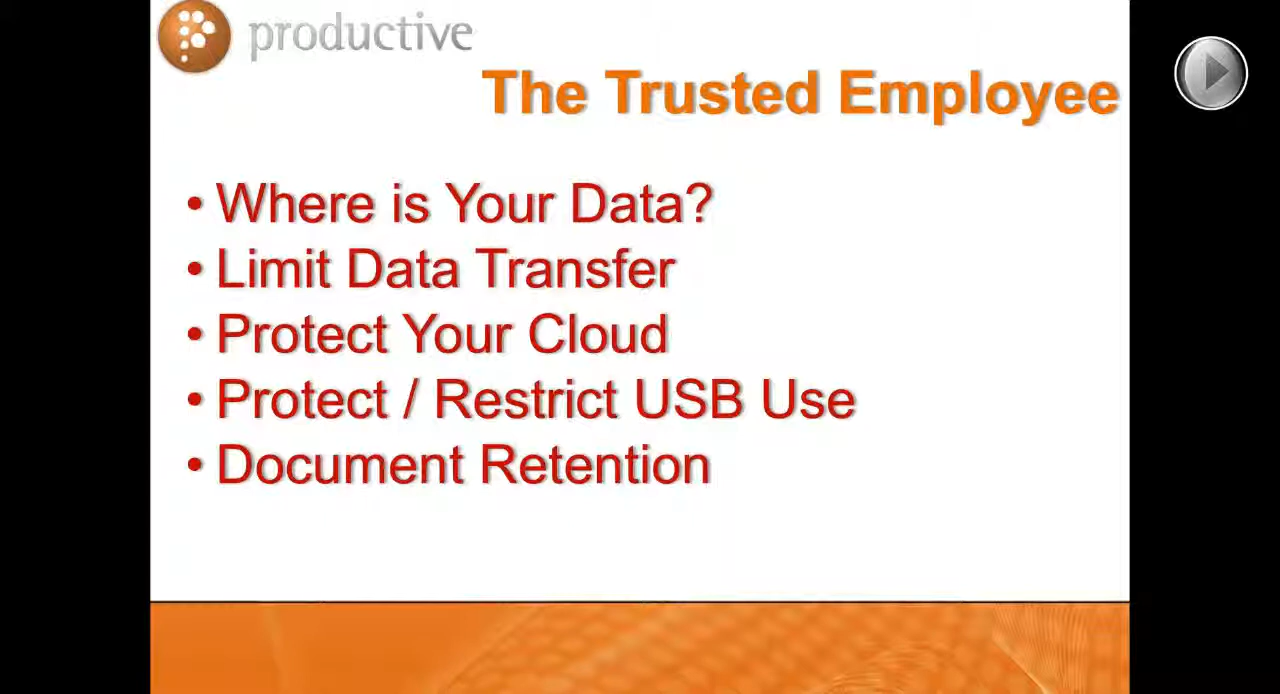 productive
The Trusted Employee
• Where is Your Data?
• Limit Data Transfer
• Protect Your Cloud
• Protect / Restrict USB Use
• Document Retention